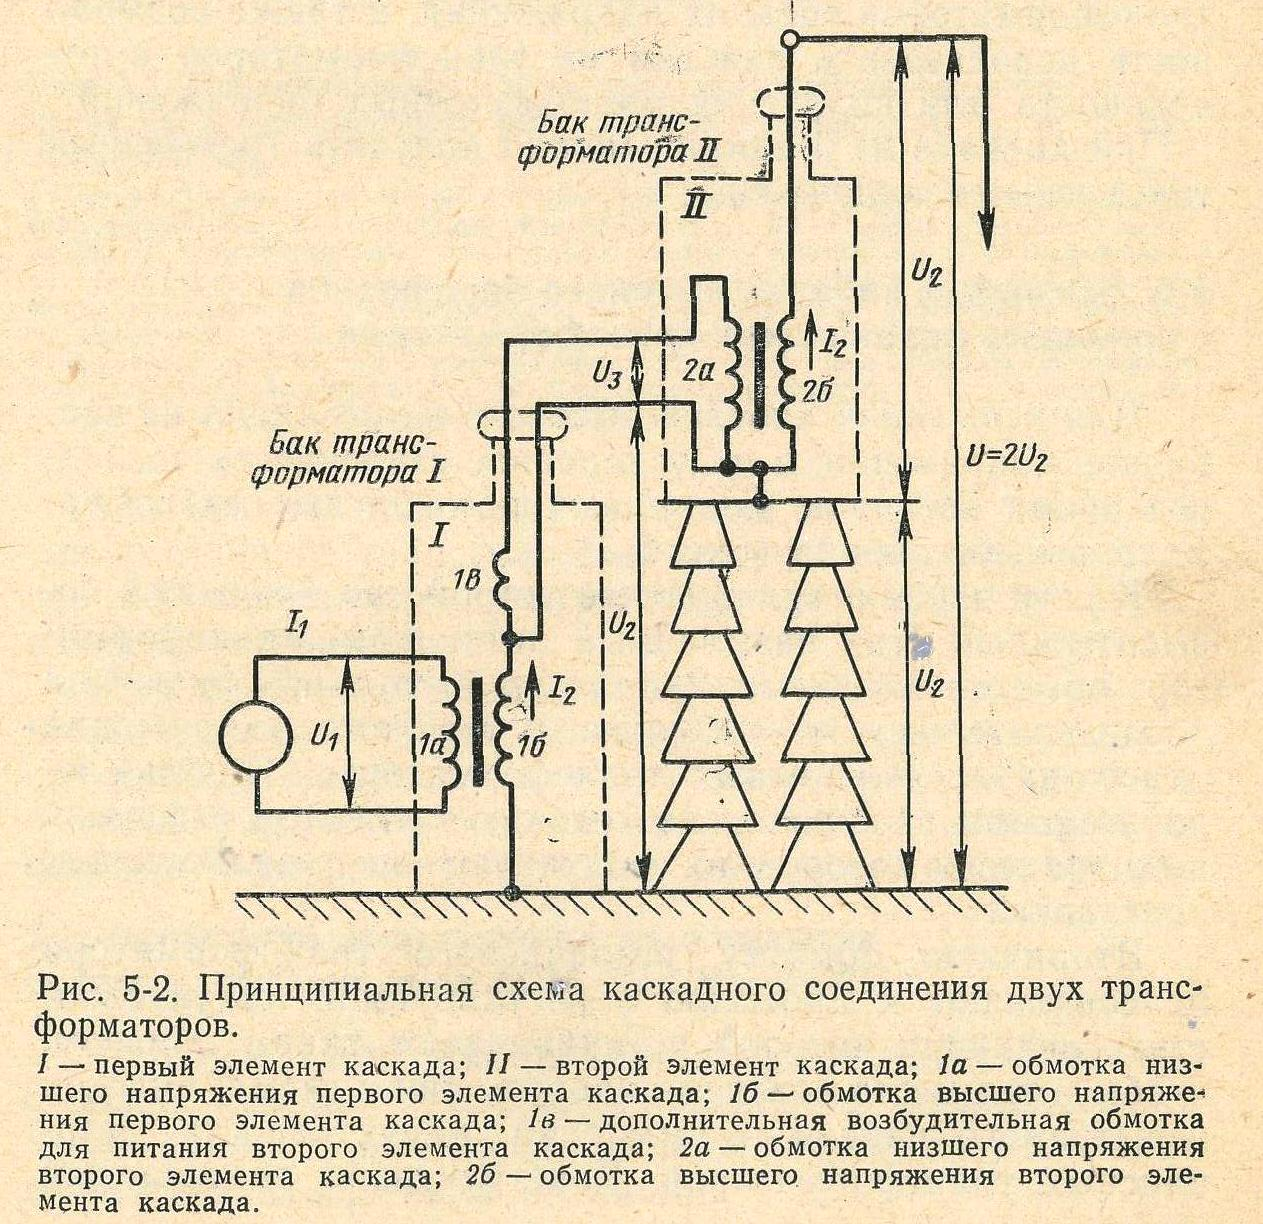 Бак транс-
форматора II
II
U₂
I₂
U₃
2а
2б
U=2U₂
Бак транс-
форматора I
I
1в
I₁
U₂
I₂
U₂
U₁
1а
1б
Рис. 5-2. Принципиальная схема каскадного соединения двух транс-
форматоров.
I — первый элемент каскада; II — второй элемент каскада; 1а — обмотка низ-
шего напряжения первого элемента каскада; 1б — обмотка высшего напряже-
ния первого элемента каскада; 1в — дополнительная возбудительная обмотка
для питания второго элемента каскада; 2а — обмотка низшего напряжения
второго элемента каскада; 2б — обмотка высшего напряжения второго эле-
мента каскада.